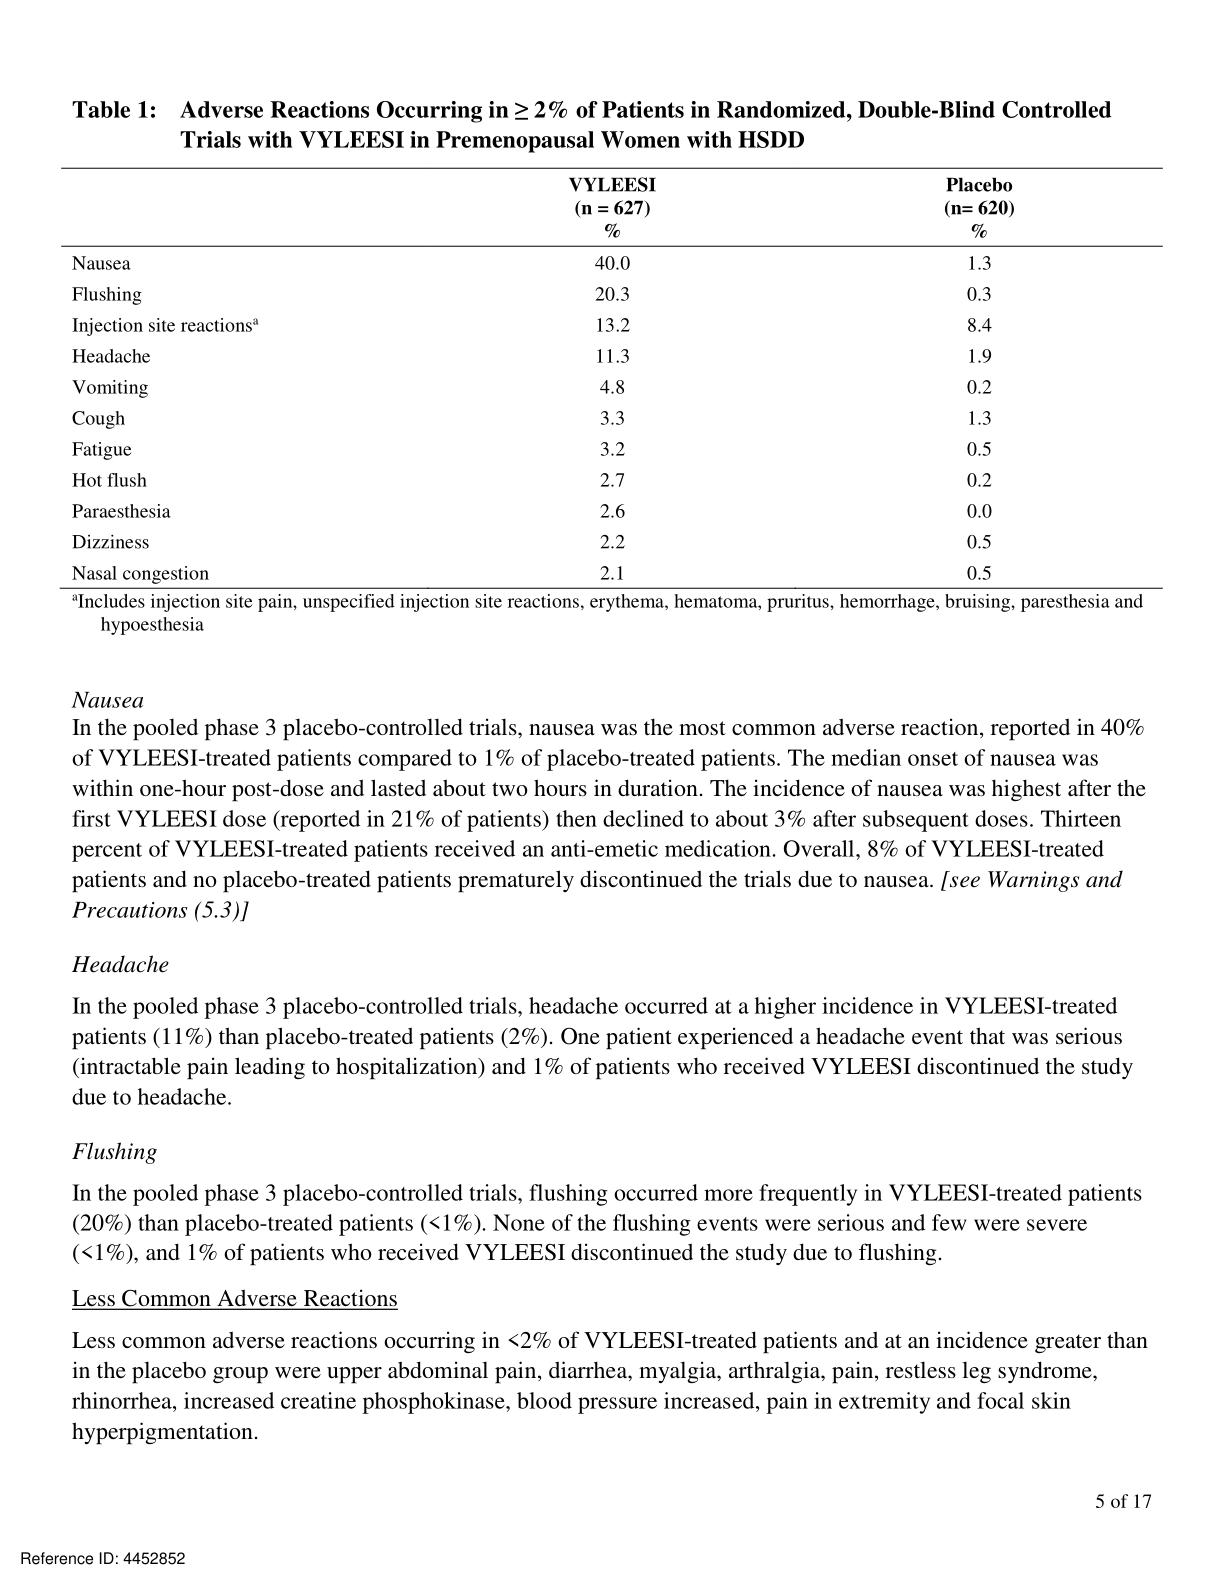 Table 1: Adverse Reactions Occurring in ≥ 2% of Patients in Randomized, Double-Blind Controlled
Trials with VYLEESI in Premenopausal Women with HSDD
VYLEESI Placebo
(n = 627) (n= 620)
% %
Nausea 40.0 1.3
Flushing 20.3 0.3
Injection site reactionsᵃ 13.2 8.4
Headache 11.3 1.9
Vomiting 4.8 0.2
Cough 3.3 1.3
Fatigue 3.2 0.5
Hot flush 2.7 0.2
Paraesthesia 2.6 0.0
Dizziness 2.2 0.5
Nasal congestion 2.1 0.5
ᵃIncludes injection site pain, unspecified injection site reactions, erythema, hematoma, pruritus, hemorrhage, bruising, paresthesia and
hypoesthesia
Nausea
In the pooled phase 3 placebo-controlled trials, nausea was the most common adverse reaction, reported in 40%
of VYLEESI-treated patients compared to 1% of placebo-treated patients. The median onset of nausea was
within one-hour post-dose and lasted about two hours in duration. The incidence of nausea was highest after the
first VYLEESI dose (reported in 21% of patients) then declined to about 3% after subsequent doses. Thirteen
percent of VYLEESI-treated patients received an anti-emetic medication. Overall, 8% of VYLEESI-treated
patients and no placebo-treated patients prematurely discontinued the trials due to nausea. [see Warnings and
Precautions (5.3)]
Headache
In the pooled phase 3 placebo-controlled trials, headache occurred at a higher incidence in VYLEESI-treated
patients (11%) than placebo-treated patients (2%). One patient experienced a headache event that was serious
(intractable pain leading to hospitalization) and 1% of patients who received VYLEESI discontinued the study
due to headache.
Flushing
In the pooled phase 3 placebo-controlled trials, flushing occurred more frequently in VYLEESI-treated patients
(20%) than placebo-treated patients (<1%). None of the flushing events were serious and few were severe
(<1%), and 1% of patients who received VYLEESI discontinued the study due to flushing.
Less Common Adverse Reactions
Less common adverse reactions occurring in <2% of VYLEESI-treated patients and at an incidence greater than
in the placebo group were upper abdominal pain, diarrhea, myalgia, arthralgia, pain, restless leg syndrome,
rhinorrhea, increased creatine phosphokinase, blood pressure increased, pain in extremity and focal skin
hyperpigmentation.
5 of 17
Reference ID: 4452852